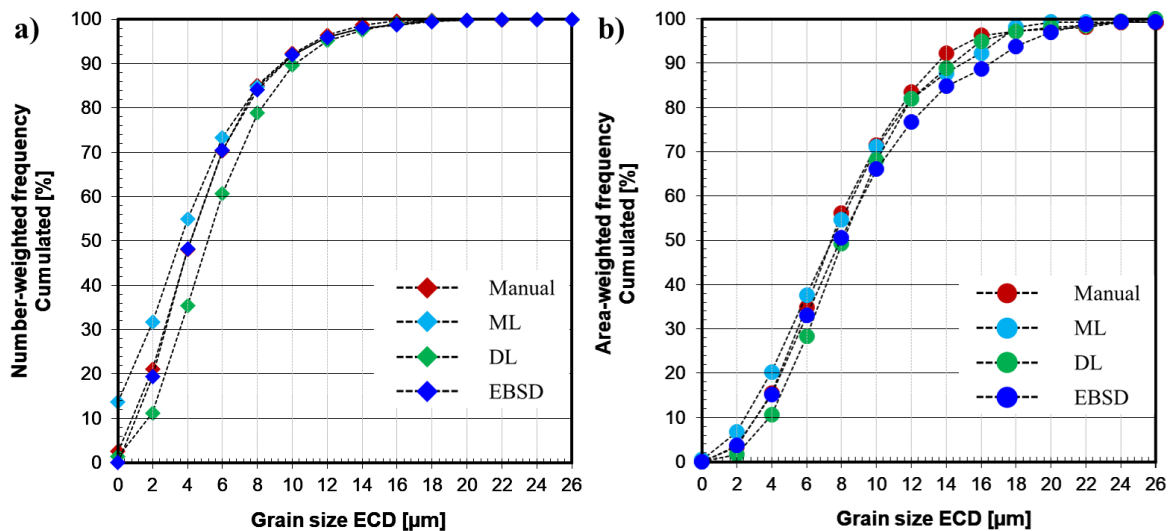 a)
Number-weighted frequency
Cumulated [%]
100
90
80
70
60
50
40
30
20
10
0
0 2 4 6 8 10 12 14 16 18 20 22 24 26
Grain size ECD [µm]
Manual
ML
DL
EBSD
b)
Area-weighted frequency
Cumulated [%]
100
90
80
70
60
50
40
30
20
10
0
0 2 4 6 8 10 12 14 16 18 20 22 24 26
Grain size ECD [µm]
Manual
ML
DL
EBSD